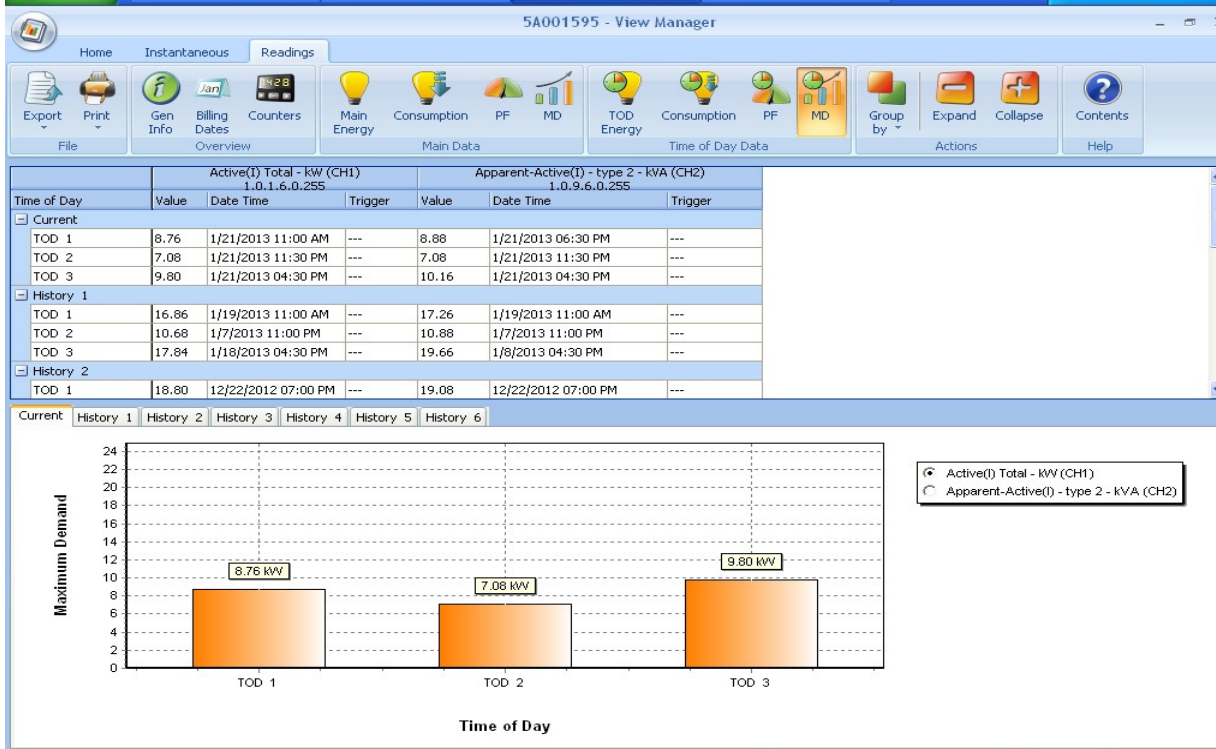 5A001595 - View Manager
Home Instantaneous Readings
Export Print Gen Info Billing Dates Counters Main Energy Consumption PF MD TOD Energy Consumption PF MD Group by Expand Collapse Contents
File Overview Main Data Time of Day Data Actions Help
Active(I) Total - kW (CH1) Apparent-Active(I) - type 2 - kVA (CH2)
1.0.1.6.0.255 1.0.9.6.0.255
Time of Day Value Date Time Trigger Value Date Time Trigger
Current
TOD 1 8.76 1/21/2013 11:00 AM --- 8.88 1/21/2013 06:30 PM ---
TOD 2 7.08 1/21/2013 11:30 PM --- 7.08 1/21/2013 11:30 PM ---
TOD 3 9.80 1/21/2013 04:30 PM --- 10.16 1/21/2013 04:30 PM ---
History 1
TOD 1 16.86 1/19/2013 11:00 AM --- 17.26 1/19/2013 11:00 AM ---
TOD 2 10.68 1/7/2013 11:00 PM --- 10.88 1/7/2013 11:00 PM ---
TOD 3 17.84 1/18/2013 04:30 PM --- 19.66 1/8/2013 04:30 PM ---
History 2
TOD 1 18.80 12/22/2012 07:00 PM --- 19.08 12/22/2012 07:00 PM ---
Current History 1 History 2 History 3 History 4 History 5 History 6
24
22
20
18
16
14
12
10
8
6
4
2
0
Maximum Demand
8.76 kW
7.08 kW
9.80 kW
TOD 1 TOD 2 TOD 3
Time of Day
Active(I) Total - kW (CH1)
Apparent-Active(I) - type 2 - kVA (CH2)